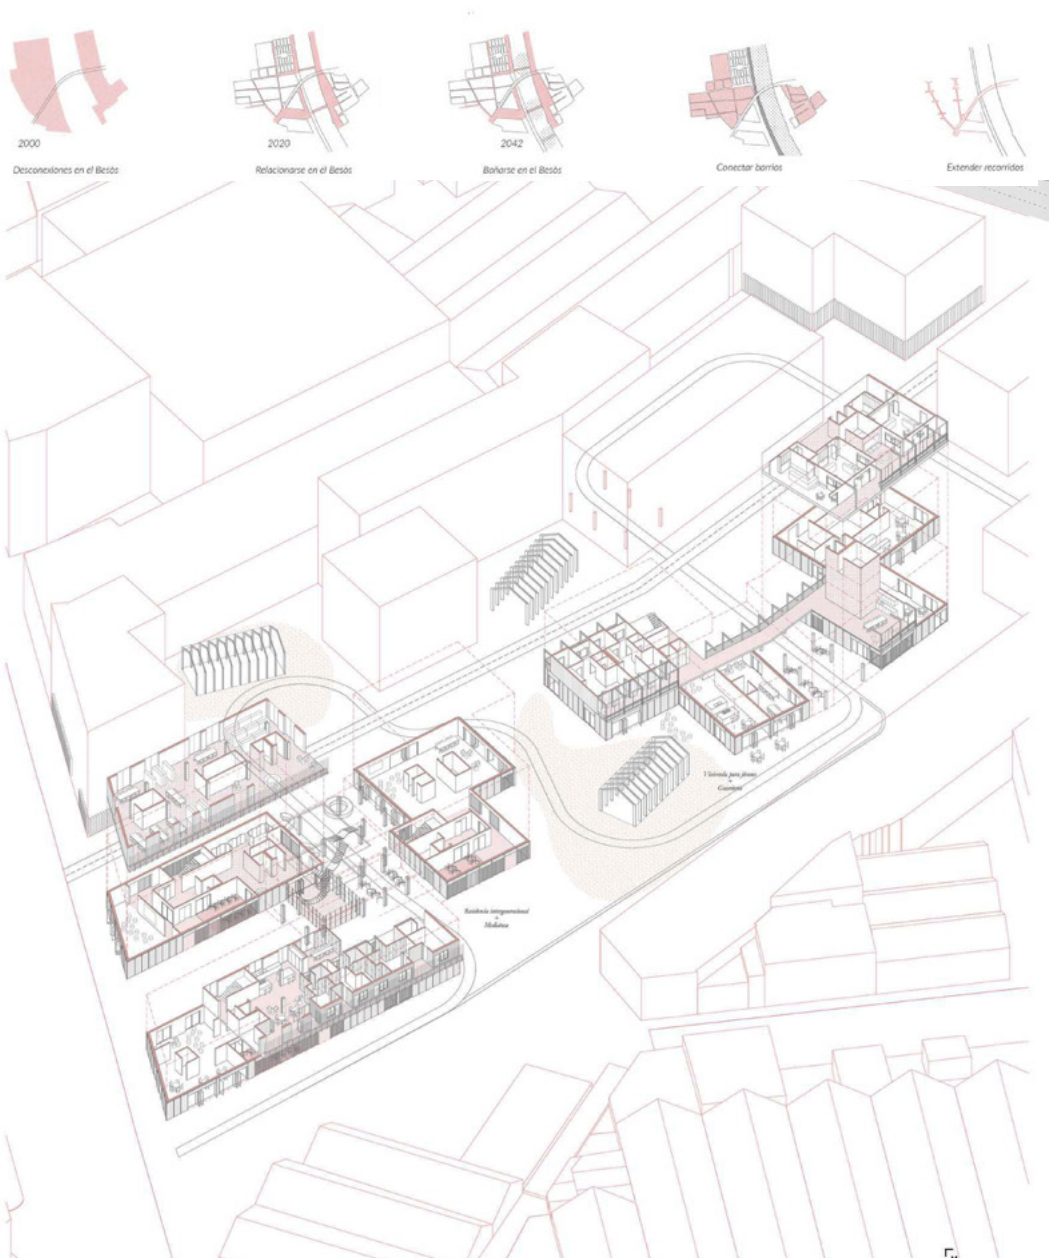 2000
Desconexiones en el Besòs
2020
Relacionarse en el Besòs
2042
Bañarse en el Besòs
Conectar barrios
Extender recorridos
Vivienda para jóvenes
+
Guardería
Residencia intergeneracional
+
Mediateca